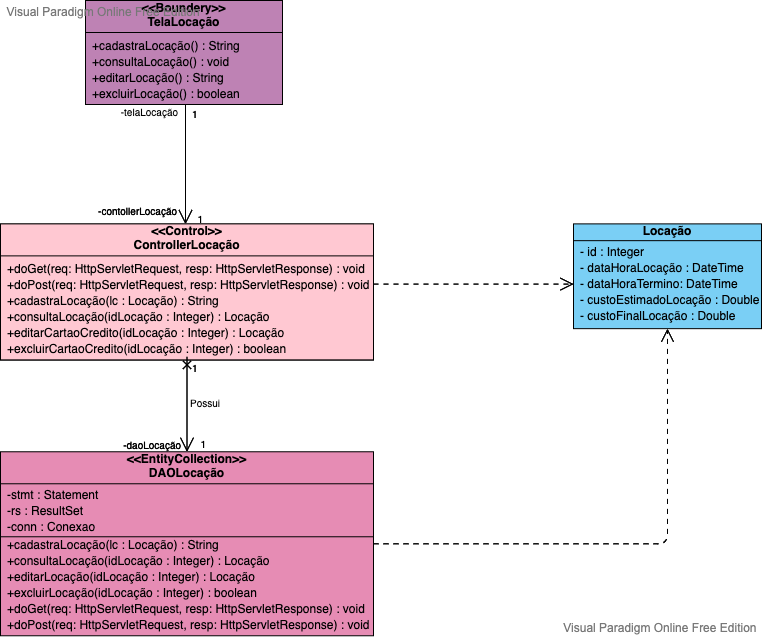 Visual Paradigm Online Free Edition
<<Boundery>>
TelaLocação
+cadastraLocação() : String
+consultaLocação() : void
+editarLocação() : String
+excluirLocação() : boolean
-telaLocação
1
-contollerLocação
1
<<Control>>
ControllerLocação
+doGet(req: HttpServletRequest, resp: HttpServletResponse) : void
+doPost(req: HttpServletRequest, resp: HttpServletResponse) : void
+cadastraLocação(lc : Locação) : String
+consultaLocação(idLocação : Integer) : Locação
+editarCartaoCredito(idLocação : Integer) : Locação
+excluirCartaoCredito(idLocação : Integer) : boolean
Locação
- id : Integer
- dataHoraLocação : DateTime
- dataHoraTermino: DateTime
- custoEstimadoLocação : Double
- custoFinalLocação : Double
1
Possui
-daoLocação
1
<<EntityCollection>>
DAOLocação
-stmt : Statement
-rs : ResultSet
-conn : Conexao
+cadastraLocação(lc : Locação) : String
+consultaLocação(idLocação : Integer) : Locação
+editarLocação(idLocação : Integer) : Locação
+excluirLocação(idLocação : Integer) : boolean
+doGet(req: HttpServletRequest, resp: HttpServletResponse) : void
+doPost(req: HttpServletRequest, resp: HttpServletResponse) : void
Visual Paradigm Online Free Edition